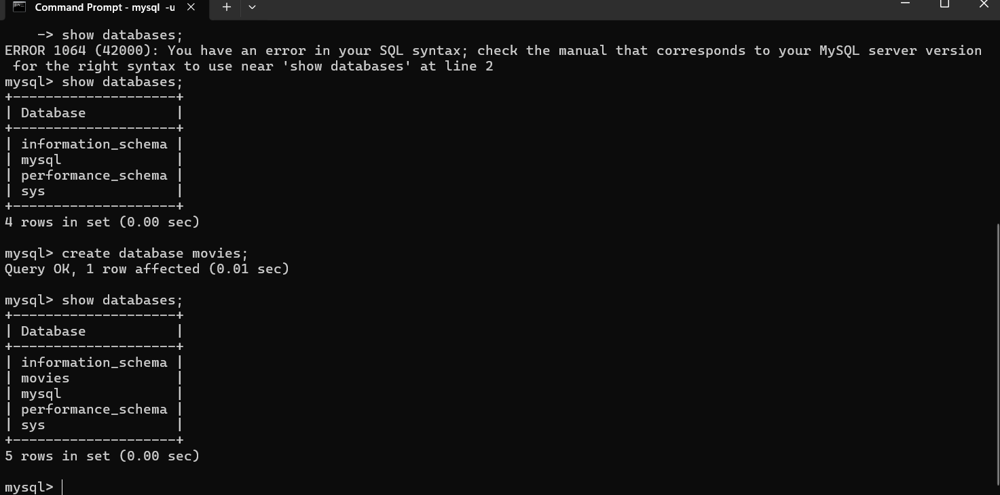 Command Prompt - mysql -u
    -> show databases;
ERROR 1064 (42000): You have an error in your SQL syntax; check the manual that corresponds to your MySQL server version
 for the right syntax to use near 'show databases' at line 2
mysql> show databases;
+--------------------+
| Database           |
+--------------------+
| information_schema |
| mysql              |
| performance_schema |
| sys                |
+--------------------+
4 rows in set (0.00 sec)

mysql> create database movies;
Query OK, 1 row affected (0.01 sec)

mysql> show databases;
+--------------------+
| Database           |
+--------------------+
| information_schema |
| movies             |
| mysql              |
| performance_schema |
| sys                |
+--------------------+
5 rows in set (0.00 sec)

mysql>